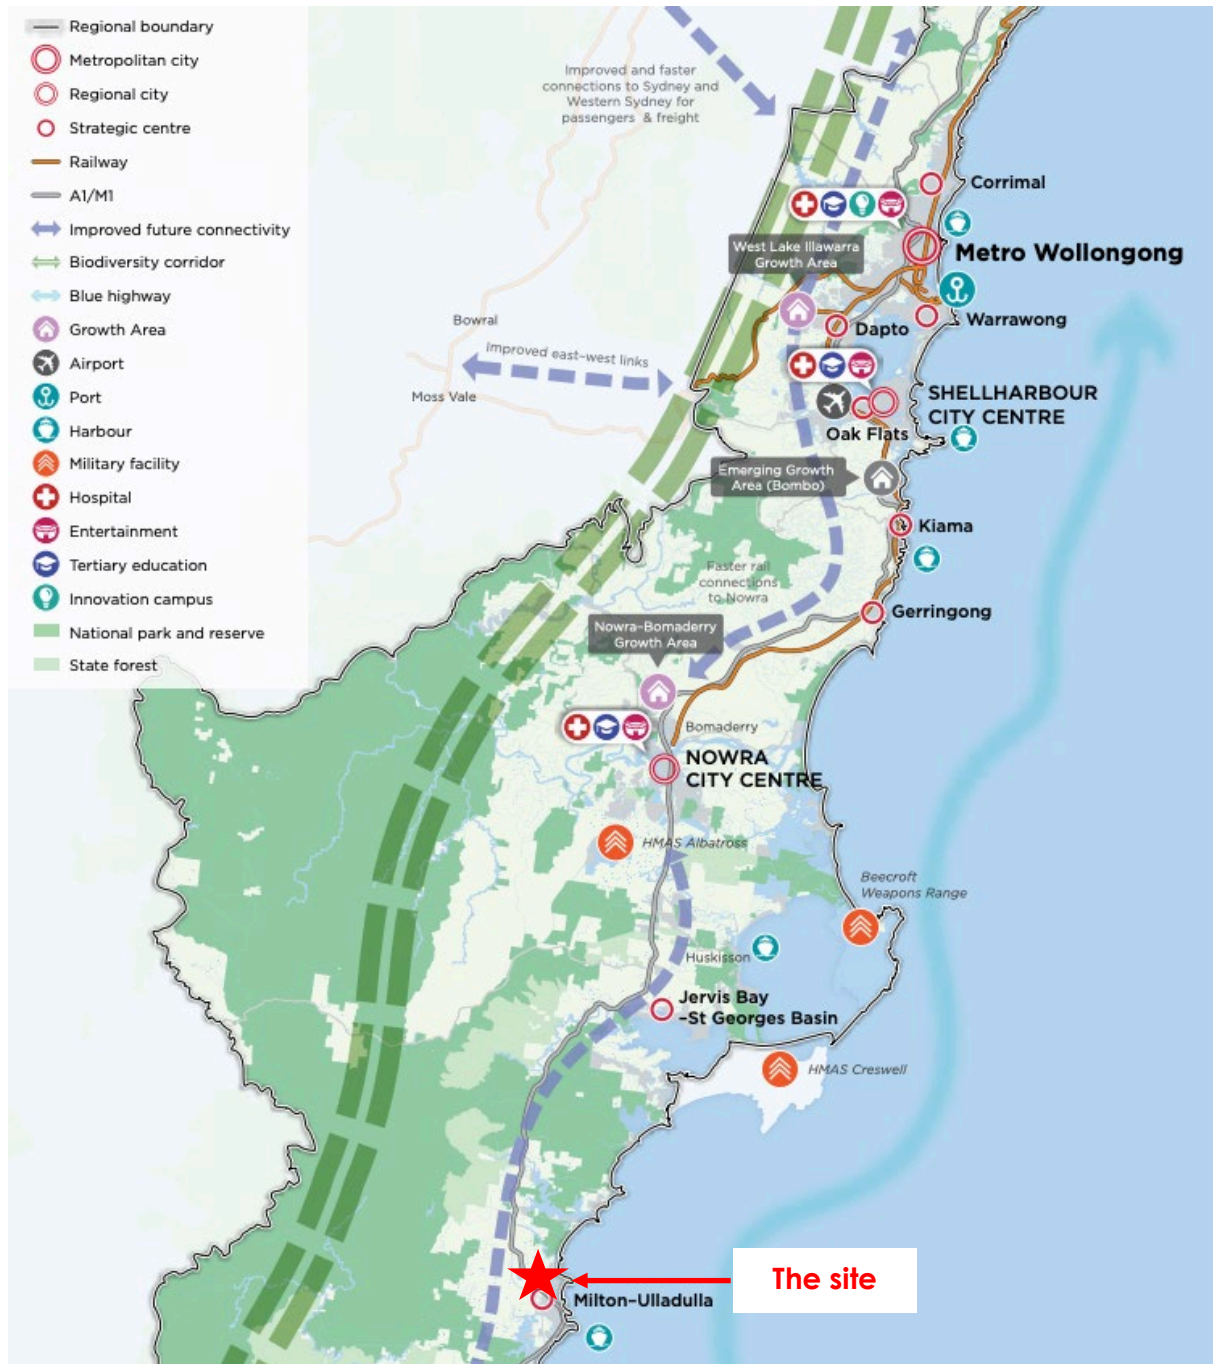 Regional boundary
Metropolitan city
Regional city
Strategic centre
Railway
A1/M1
Improved future connectivity
Biodiversity corridor
Blue highway
Growth Area
Airport
Port
Harbour
Military facility
Hospital
Entertainment
Tertiary education
Innovation campus
National park and reserve
State forest
Improved and faster
connections to Sydney and
Western Sydney for
passengers & freight
Corrimal
West Lake Illawarra
Growth Area
Metro Wollongong
Bowral
Dapto
Warrawong
Improved east-west links
Moss Vale
SHELLHARBOUR
CITY CENTRE
Oak Flats
Emerging Growth
Area (Bombo)
Kiama
Faster rail
connections
to Nowra
Gerringong
Nowra-Bomaderry
Growth Area
Bomaderry
NOWRA
CITY CENTRE
HMAS Albatross
Beecroft
Weapons Range
Huskisson
Jervis Bay
-St Georges Basin
HMAS Creswell
The site
Milton-Ulladulla